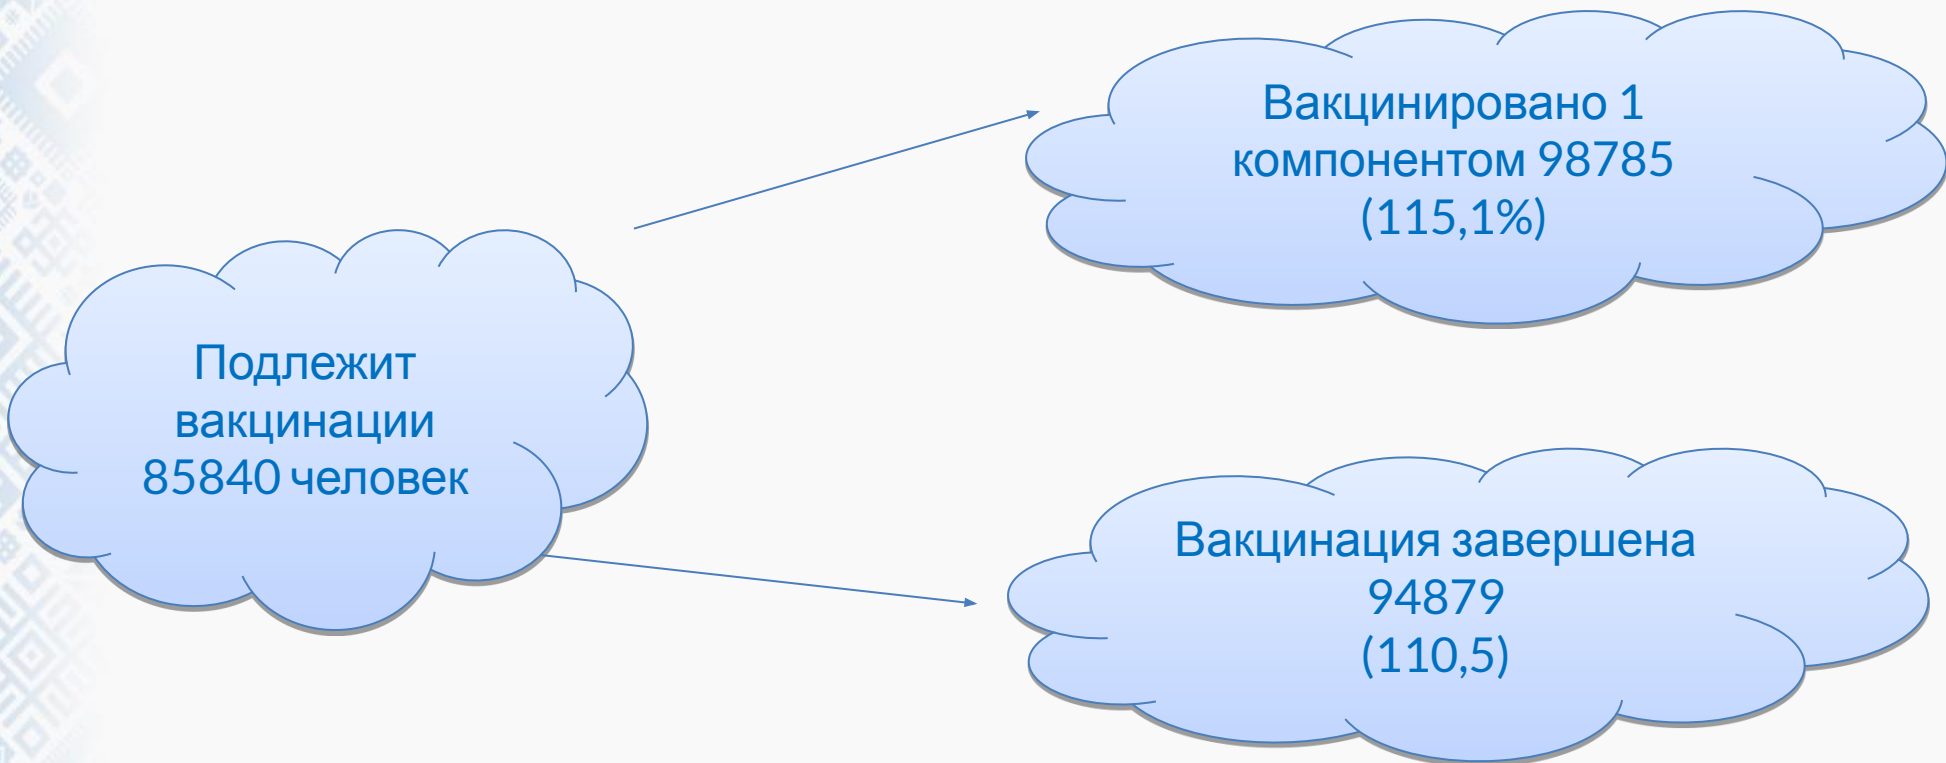 Вакцинировано 1
компонентом 98785
(115,1%)
Подлежит
вакцинации
85840 человек
Вакцинация завершена
94879
(110,5)